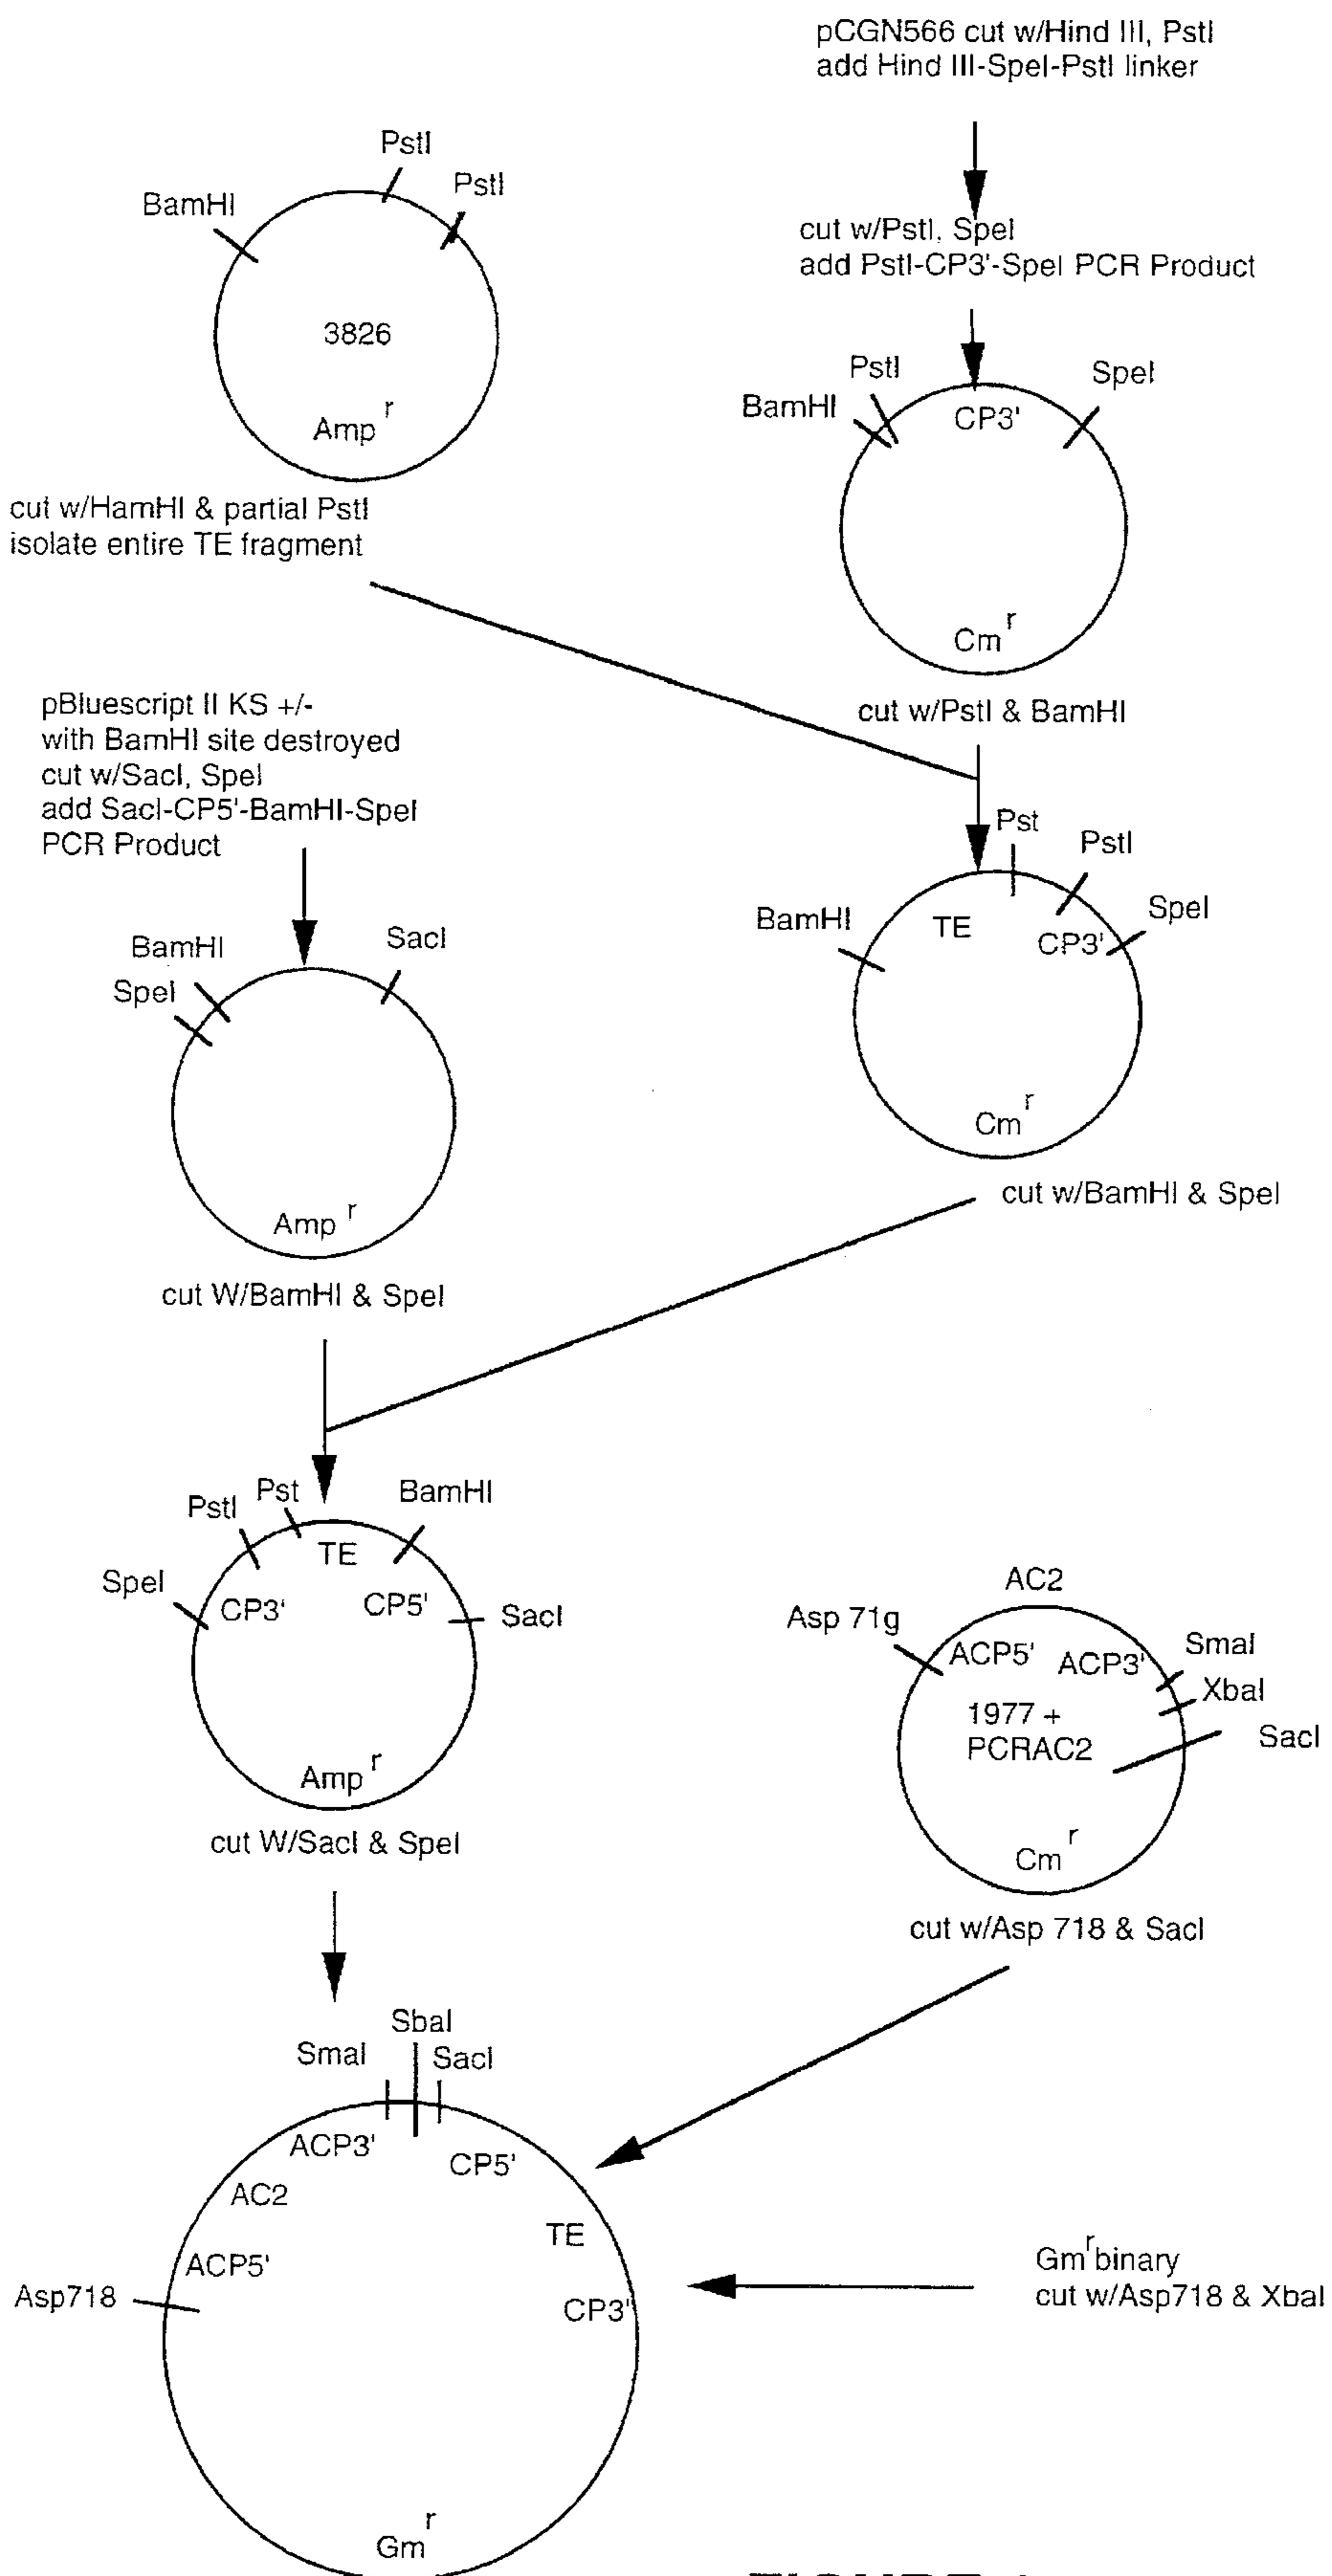 pCGN566 cut w/Hind III, PstI
add Hind III-SpeI-PstI linker
PstI
PstI
BamHI
3826
Amp r
cut w/HamHI & partial PstI
isolate entire TE fragment
cut w/PstI, SpeI
add PstI-CP3'-SpeI PCR Product
PstI
SpeI
BamHI
CP3'
Cm r
cut w/PstI & BamHI
pBluescript II KS +/-
with BamHI site destroyed
cut w/SacI, SpeI
add SacI-CP5'-BamHI-SpeI
PCR Product
Pst
PstI
BamHI
SpeI
TE
CP3'
Cm r
cut w/BamHI & SpeI
BamHI
SacI
SpeI
Amp r
cut W/BamHI & SpeI
Pst
BamHI
PstI
TE
SpeI
CP3'
CP5'
SacI
Amp r
cut W/SacI & SpeI
AC2
Asp 71g
ACP5'
ACP3'
SmaI
XbaI
1977 +
PCRAC2
SacI
Cm r
cut w/Asp 718 & SacI
SbaI
SmaI
SacI
ACP3'
CP5'
AC2
TE
ACP5'
Asp718
CP3'
Gm r binary
cut w/Asp718 & XbaI
Gm r